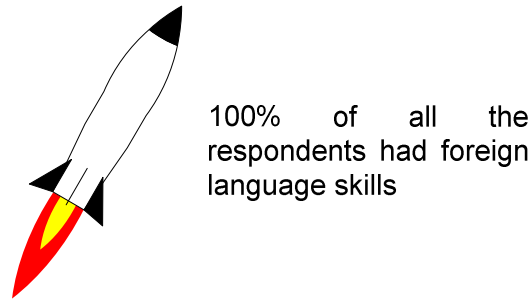 100% of all the
respondents had foreign
language skills